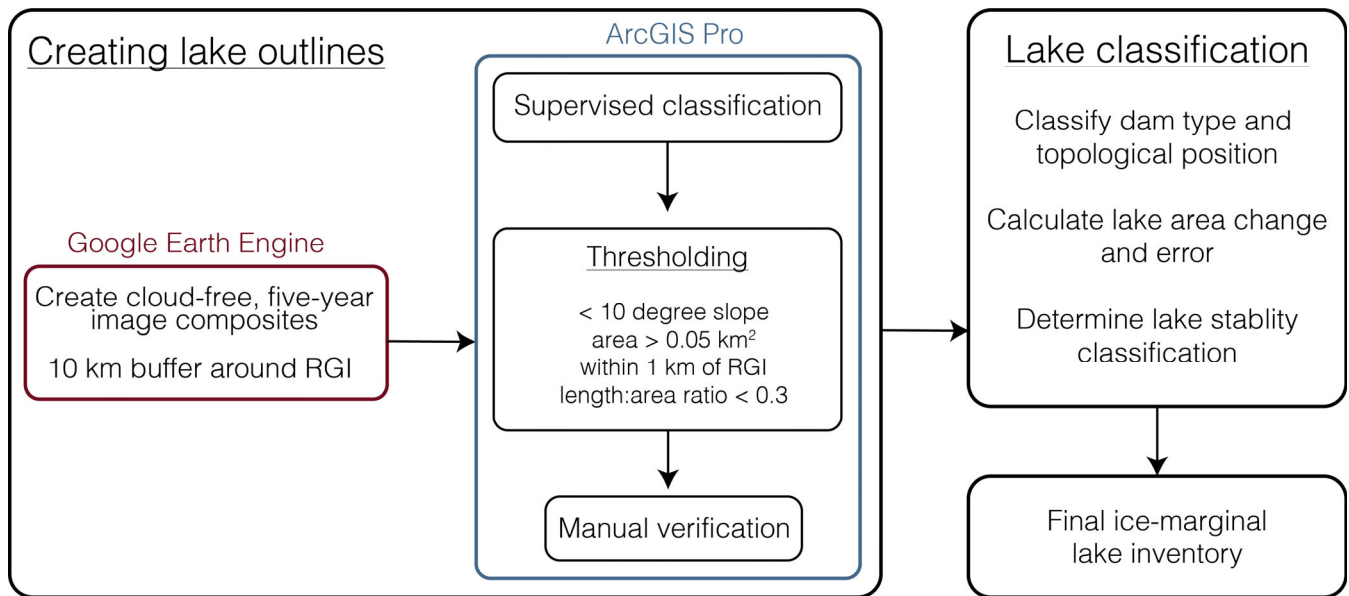 Creating lake outlines
Google Earth Engine
Create cloud-free, five-year
image composites
10 km buffer around RGI
ArcGIS Pro
Supervised classification
Thresholding
< 10 degree slope
area > 0.05 km²
within 1 km of RGI
length:area ratio < 0.3
Manual verification
Lake classification
Classify dam type and
topological position
Calculate lake area change
and error
Determine lake stablity
classification
Final ice-marginal
lake inventory